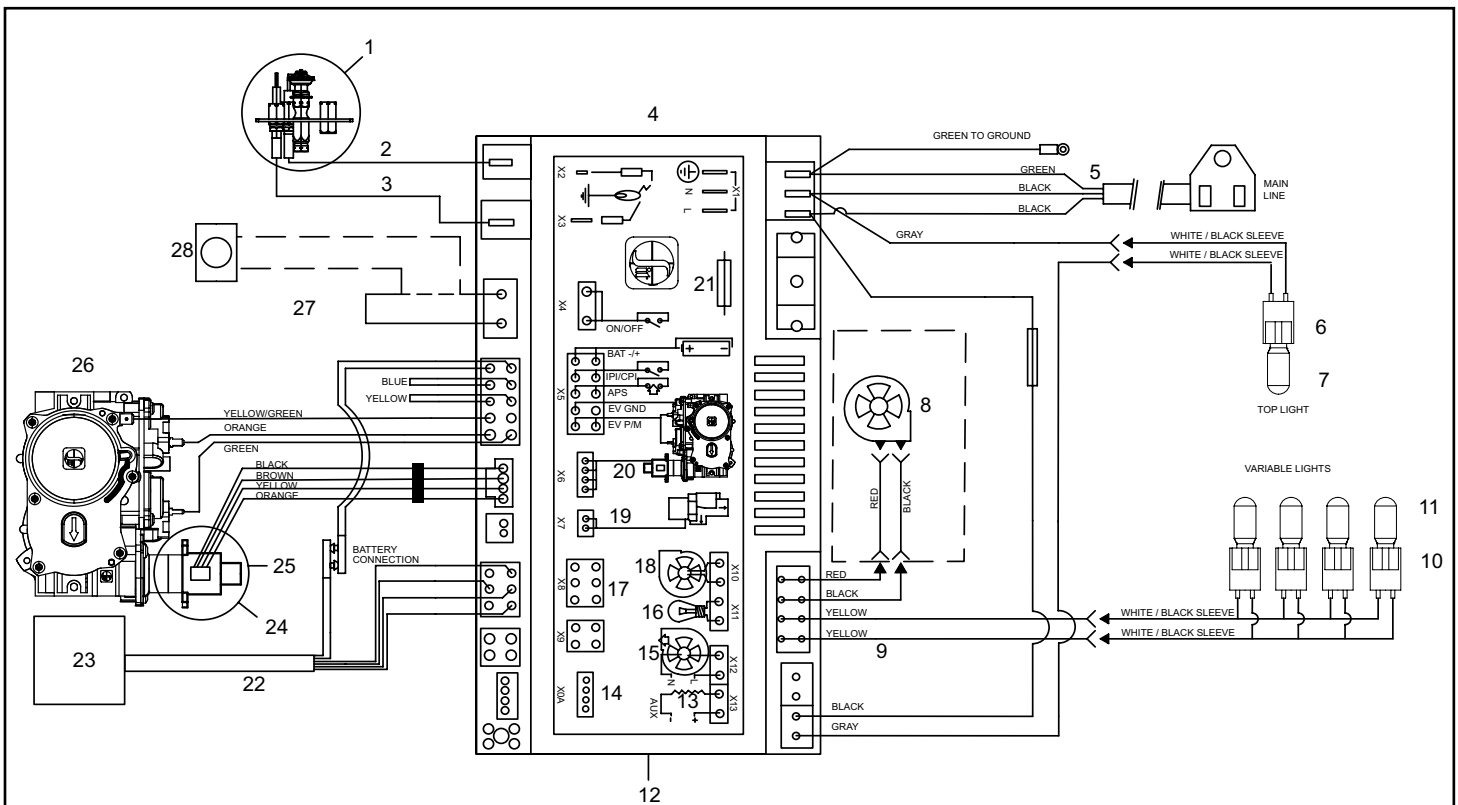 1
4
GREEN TO GROUND
2
GREEN
5
BLACK
MAIN
LINE
3
BLACK
X2
X3
X1
N
L
GRAY
WHITE / BLACK SLEEVE
WHITE / BLACK SLEEVE
28
27
21
6
7
TOP LIGHT
X4
ON/OFF
+ -
BAT -/+
IPI/CPI
APS
EV GND
EV P/M
X5
8
RED
BLACK
26
BLUE
YELLOW
YELLOW/GREEN
ORANGE
GREEN
BLACK
BROWN
YELLOW
ORANGE
X6
20
X7
19
VARIABLE LIGHTS
11
10
BATTERY
CONNECTION
25
24
X8
17
18
X10
16
X11
X9
15
N
L
X12
X0A
14
AUX
13
- +
X13
RED
BLACK
YELLOW
YELLOW
WHITE / BLACK SLEEVE
WHITE / BLACK SLEEVE
9
23
22
BLACK
GRAY
12